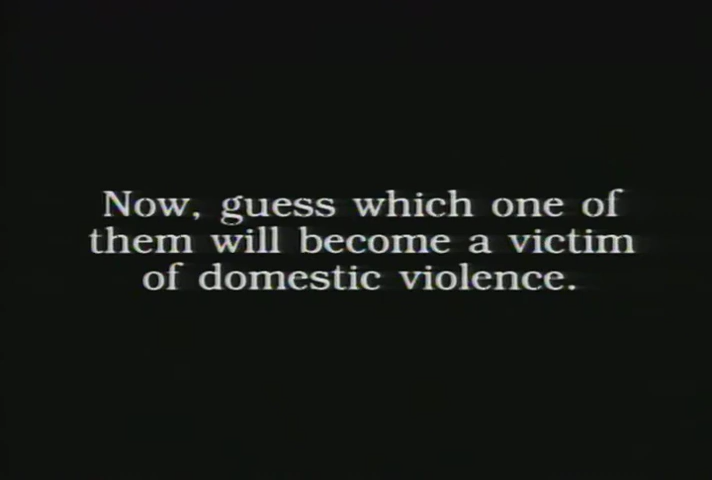 Now, guess which one of
them will become a victim
of domestic violence.